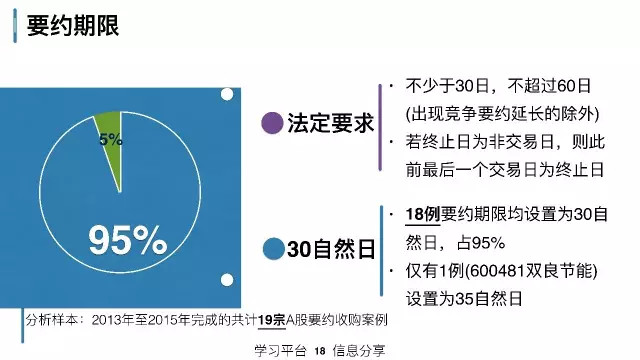 要约期限
5%
95%
法定要求
· 不少于30日，不超过60日
(出现竞争要约延长的除外)
· 若终止日为非交易日，则此
前最后一个交易日为终止日
30自然日
· 18例要约期限均设置为30自
然日，占95%
· 仅有1例(600481双良节能)
设置为35自然日
分析样本：2013年至2015年完成的共计19宗A股要约收购案例
学习平台 18 信息分享